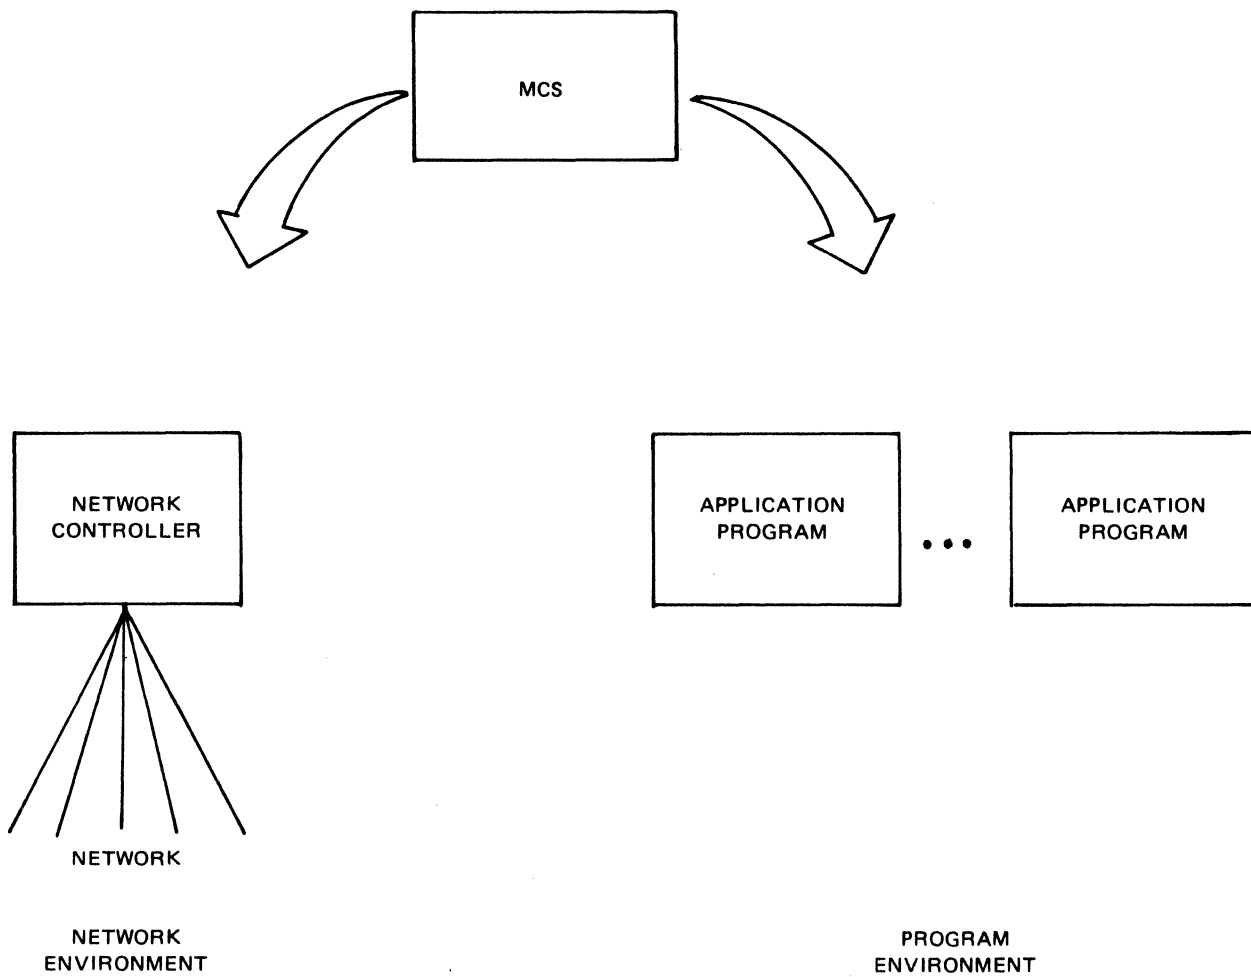 MCS
NETWORK
CONTROLLER
APPLICATION
PROGRAM
APPLICATION
PROGRAM
NETWORK
NETWORK
ENVIRONMENT
PROGRAM
ENVIRONMENT